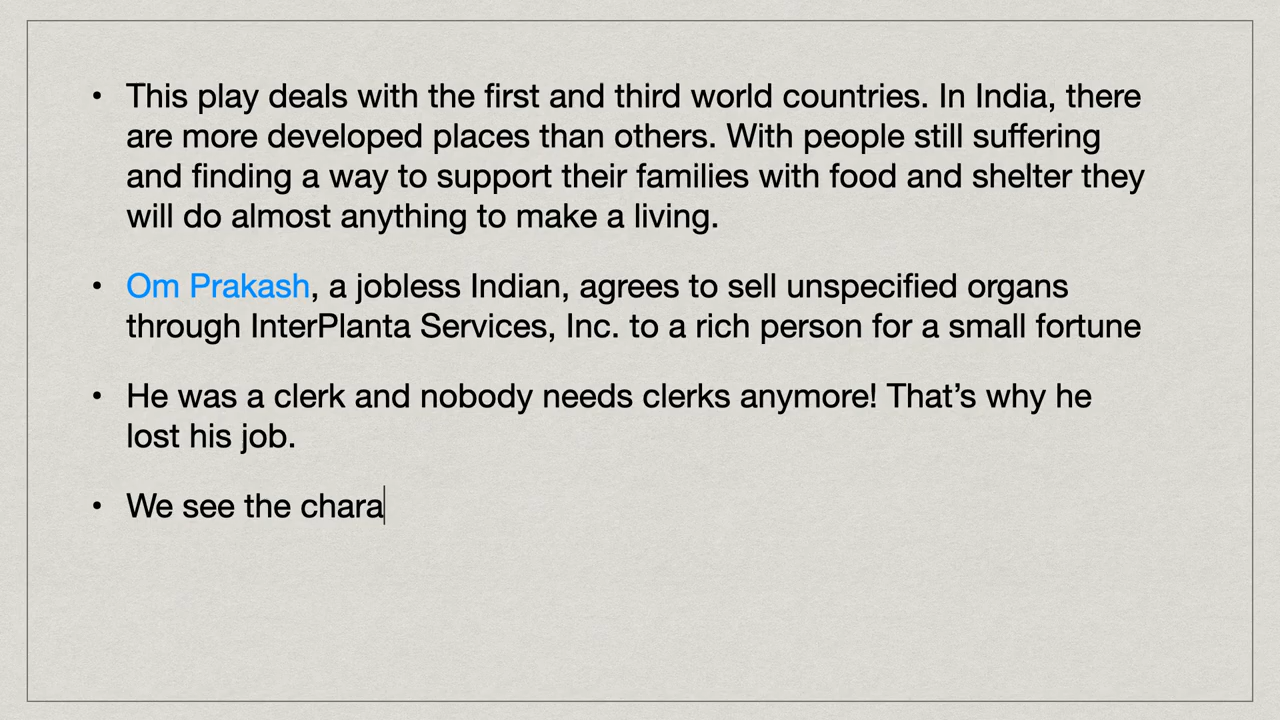 • This play deals with the first and third world countries. In India, there
are more developed places than others. With people still suffering
and finding a way to support their families with food and shelter they
will do almost anything to make a living.
• Om Prakash, a jobless Indian, agrees to sell unspecified organs
through InterPlanta Services, Inc. to a rich person for a small fortune
• He was a clerk and nobody needs clerks anymore! That’s why he
lost his job.
• We see the chara